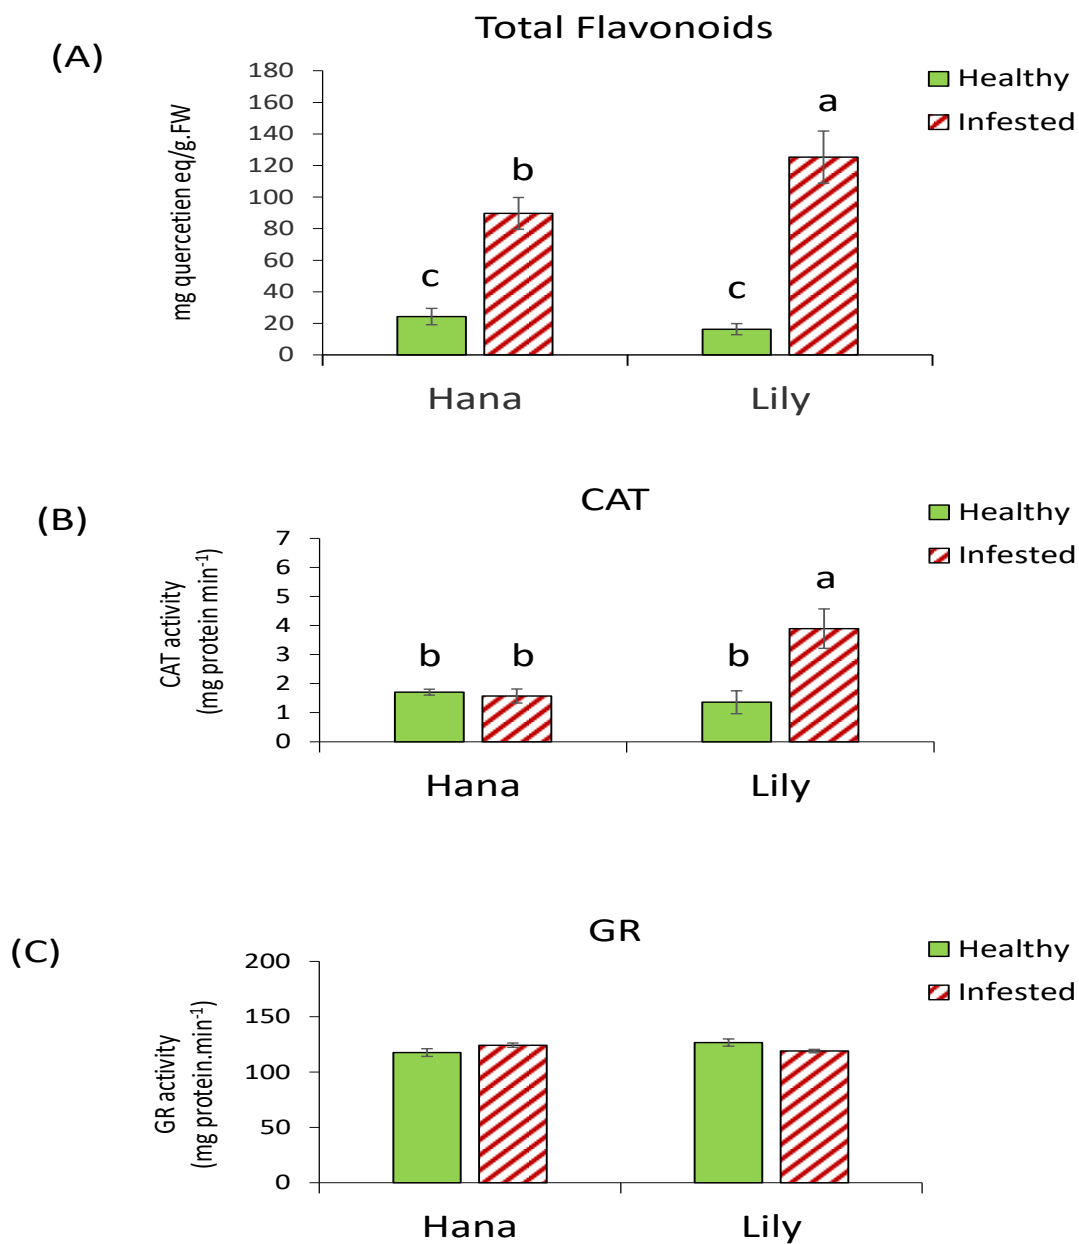 Total Flavonoids
(A)
mg quercetien eq/g.FW
180
160
140
120
100
80
60
40
20
0
c
b
c
a
Hana
Lily
Healthy
Infested
CAT
(B)
CAT activity
(mg protein min-1)
7
6
5
4
3
2
1
0
b
b
b
a
Hana
Lily
Healthy
Infested
GR
(C)
GR activity
(mg protein.min-1)
200
150
100
50
0
Hana
Lily
Healthy
Infested